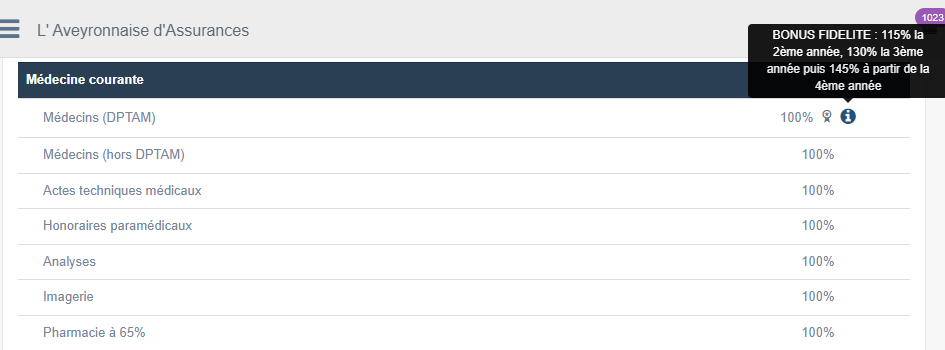 L' Aveyronnaise d'Assurances
1023
BONUS FIDELITE : 115% la
2ème année, 130% la 3ème
année puis 145% à partir de la
4ème année
Médecine courante
Médecins (DPTAM) 100%
Médecins (hors DPTAM) 100%
Actes techniques médicaux 100%
Honoraires paramédicaux 100%
Analyses 100%
Imagerie 100%
Pharmacie à 65% 100%